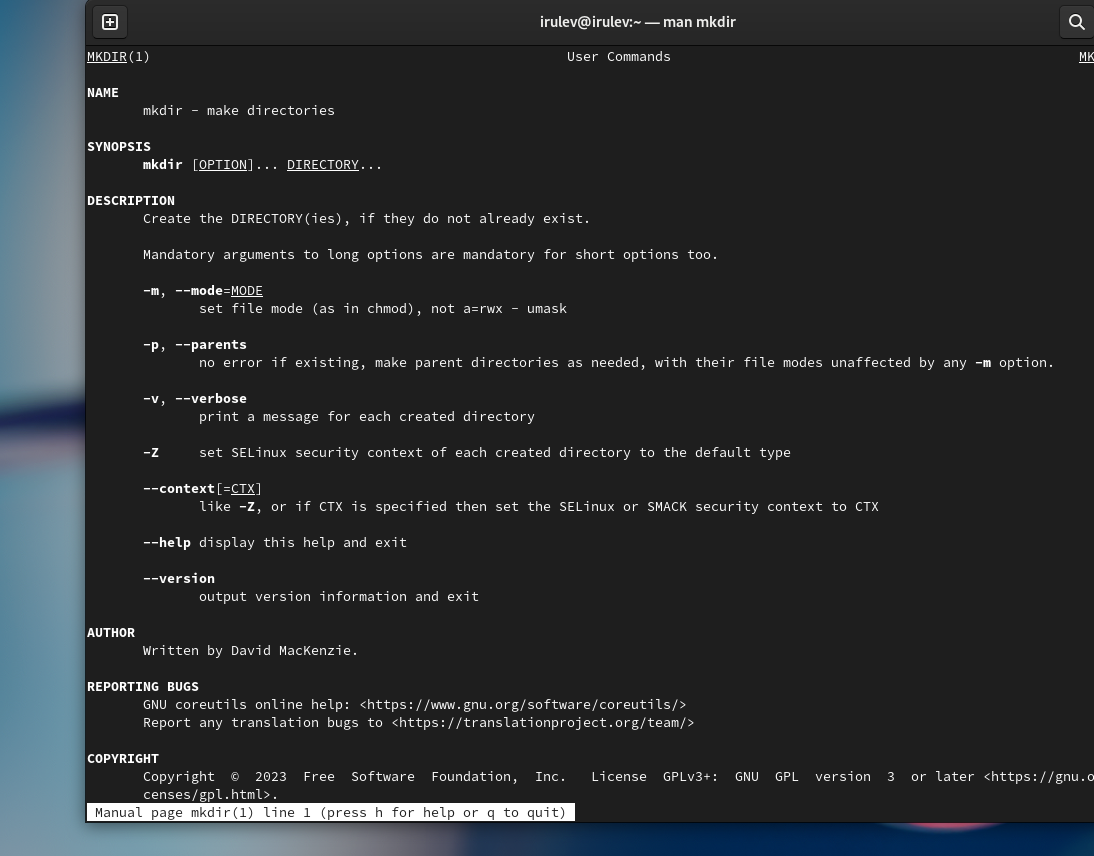 irulev@irulev:~ — man mkdir
MKDIR(1) User Commands MK
NAME
mkdir - make directories
SYNOPSIS
mkdir [OPTION]... DIRECTORY...
DESCRIPTION
Create the DIRECTORY(ies), if they do not already exist.
Mandatory arguments to long options are mandatory for short options too.
-m, --mode=MODE
set file mode (as in chmod), not a=rwx - umask
-p, --parents
no error if existing, make parent directories as needed, with their file modes unaffected by any -m option.
-v, --verbose
print a message for each created directory
-Z set SELinux security context of each created directory to the default type
--context[=CTX]
like -Z, or if CTX is specified then set the SELinux or SMACK security context to CTX
--help display this help and exit
--version
output version information and exit
AUTHOR
Written by David MacKenzie.
REPORTING BUGS
GNU coreutils online help: <https://www.gnu.org/software/coreutils/>
Report any translation bugs to <https://translationproject.org/team/>
COPYRIGHT
Copyright © 2023 Free Software Foundation, Inc. License GPLv3+: GNU GPL version 3 or later <https://gnu.o
censes/gpl.html>.
Manual page mkdir(1) line 1 (press h for help or q to quit)